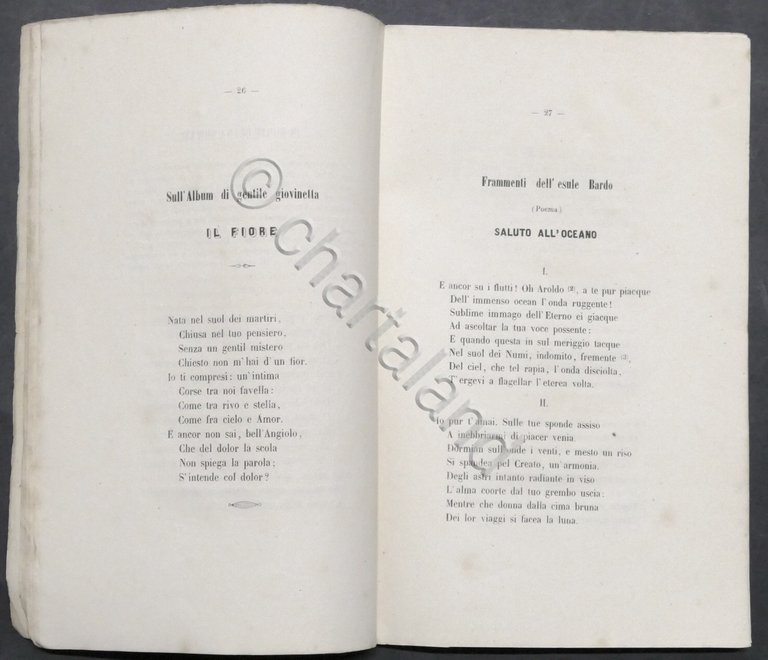 — 26 —
Sull'Album di gentile giovinetta
IL FIORE
Nata nel suol dei martiri,
Chiusa nel tuo pensiero,
Senza un gentil mistero
Chiesto non m'hai d'un fior.
Io ti compresi: un'intima
Corse tra noi favella:
Come tra rivo e stella,
Come fra cielo e Amor.
E ancor non sai, bell'Angiolo,
Che del dolor la scola
Non spiega la parola;
S'intende col dolor?
— 27 —
Frammenti dell'esule Bardo
(Poema)
SALUTO ALL'OCEANO
I.
E ancor su i flutti! Oh Aroldo (2), a te pur piacque
Dell'immenso ocean l'onda ruggente!
Sublime immago dell'Eterno ei giacque
Ad ascoltar la tua voce possente:
E quando questa in sul meriggio tacque
Nel suol dei Numi, indomito, fremente (3)
Del ciel, che tel rapia, l'onda disciolta,
T'ergevi a flagellar l'eterea volta.
II.
Io pur t'amai. Sulle tue sponde assiso
A inebbriarmi di piacer venia.
Dormian sull'onde i venti, e mesto un riso
Si spandea pel Creato, un'armonia.
Degli astri intanto radiante in viso
L'alma coorte dal tuo grembo uscia:
Mentre che donna dalla cima bruna
Dei lor viaggi si facea la luna.
© chartaland